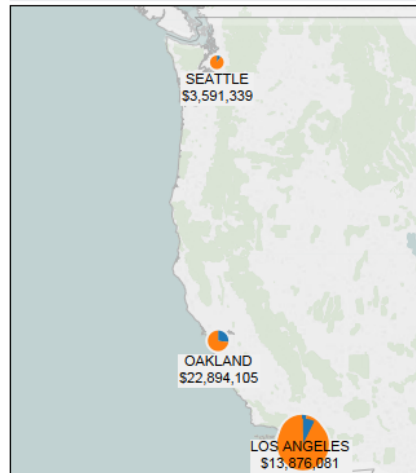 SEATTLE
$3,591,339
OAKLAND
$22,894,105
LOS ANGELES
$13,876,081